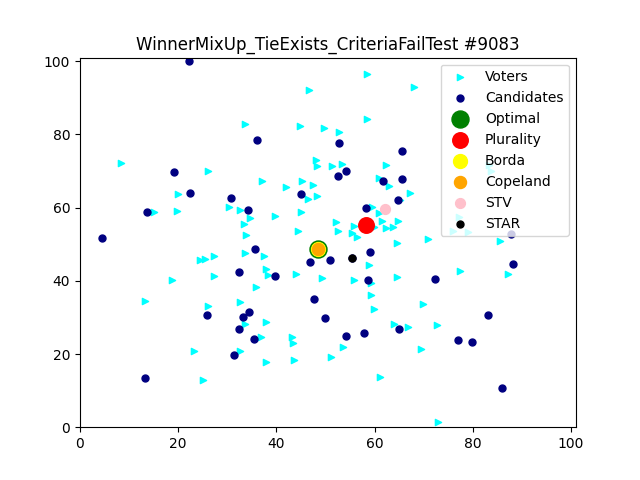 WinnerMixUp_TieExists_CriteriaFailTest #9083
100
80
60
40
20
0
0
20
40
60
80
100
Voters
Candidates
Optimal
Plurality
Borda
Copeland
STV
STAR